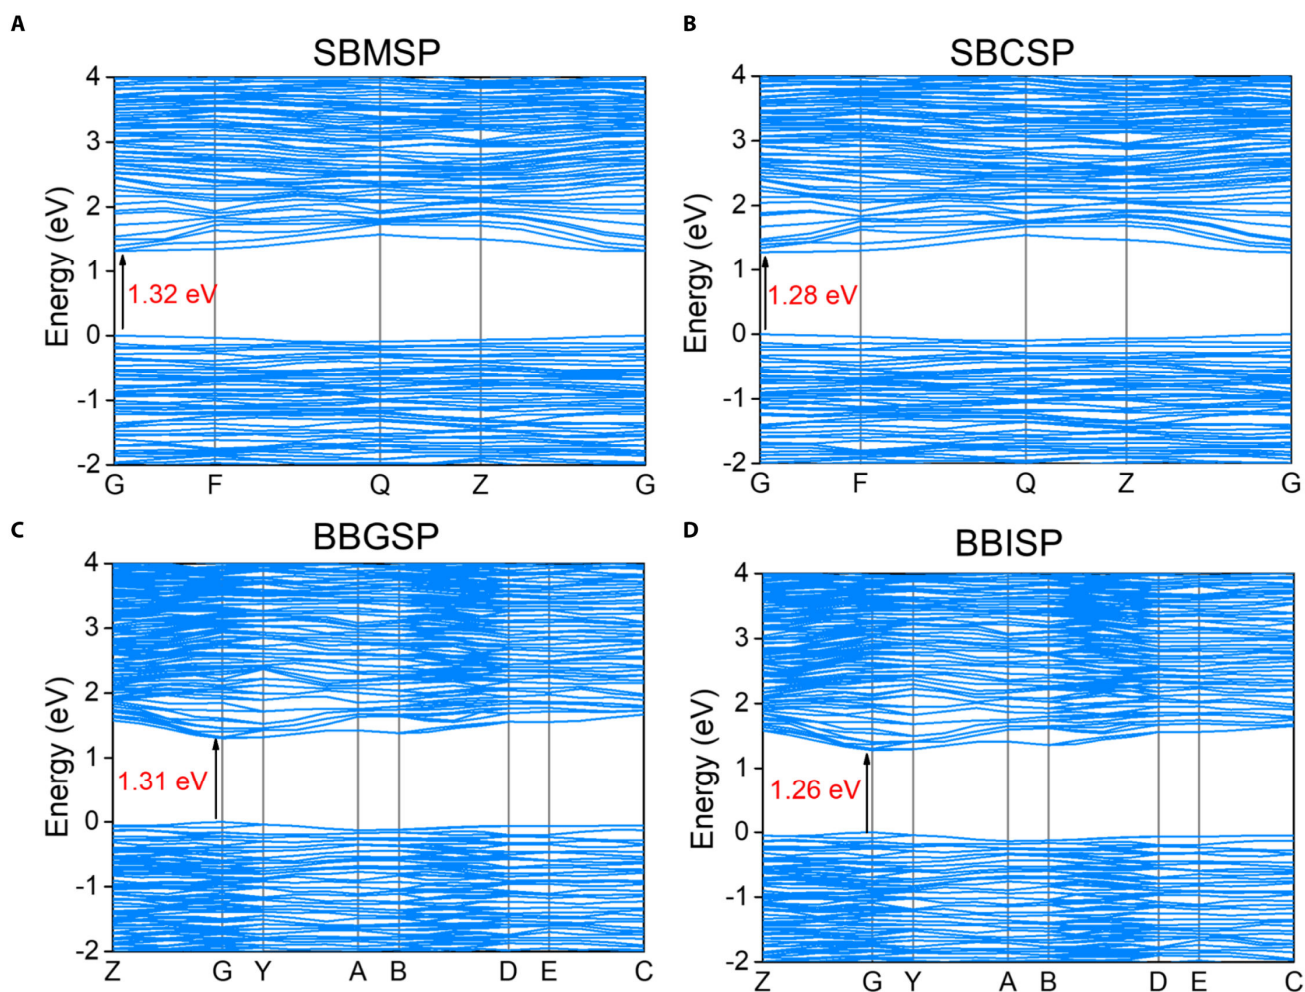 A
SBMSP
Energy (eV)
4
3
2
1
0
-1
-2
1.32 eV
G F Q Z G
B
SBCSP
Energy (eV)
4
3
2
1
0
-1
-2
1.28 eV
G F Q Z G
C
BBGSP
Energy (eV)
4
3
2
1
0
-1
-2
1.31 eV
Z G Y A B D E C
D
BBISP
Energy (eV)
4
3
2
1
0
-1
-2
1.26 eV
Z G Y A B D E C